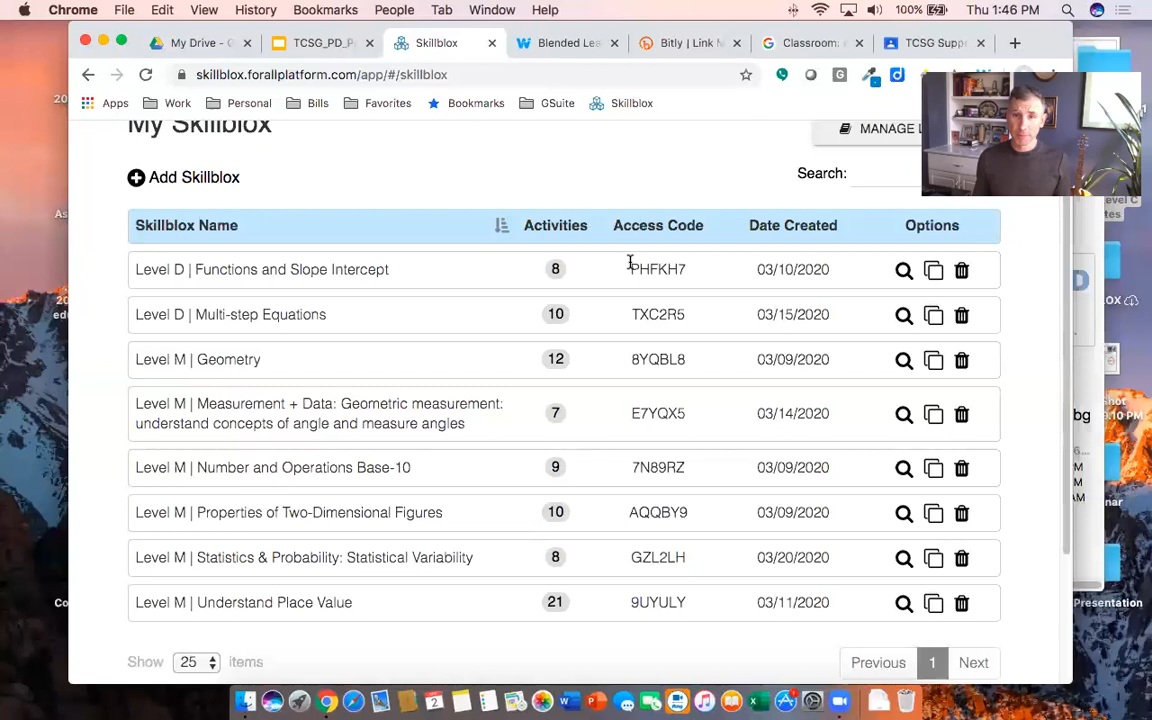 Chrome File Edit View History Bookmarks People Tab Window Help 100% Thu 1:46 PM
My Drive - G TCSG_PD_P Skillblox Blended Lea Bitly | Link M Classroom: TCSG Supp
skillblox.forallplatform.com/app/#/skillblox
Apps Work Personal Bills Favorites Bookmarks GSuite Skillblox
My Skillblox
MANAGE L
Add Skillblox
Search:
Skillblox Name Activities Access Code Date Created Options
Level D | Functions and Slope Intercept 8 PHFKH7 03/10/2020
Level D | Multi-step Equations 10 TXC2R5 03/15/2020
Level M | Geometry 12 8YQBL8 03/09/2020
Level M | Measurement + Data: Geometric measurement:
understand concepts of angle and measure angles 7 E7YQX5 03/14/2020
Level M | Number and Operations Base-10 9 7N89RZ 03/09/2020
Level M | Properties of Two-Dimensional Figures 10 AQQBY9 03/09/2020
Level M | Statistics & Probability: Statistical Variability 8 GZL2LH 03/20/2020
Level M | Understand Place Value 21 9UYULY 03/11/2020
Show 25 items Previous 1 Next
Presentation